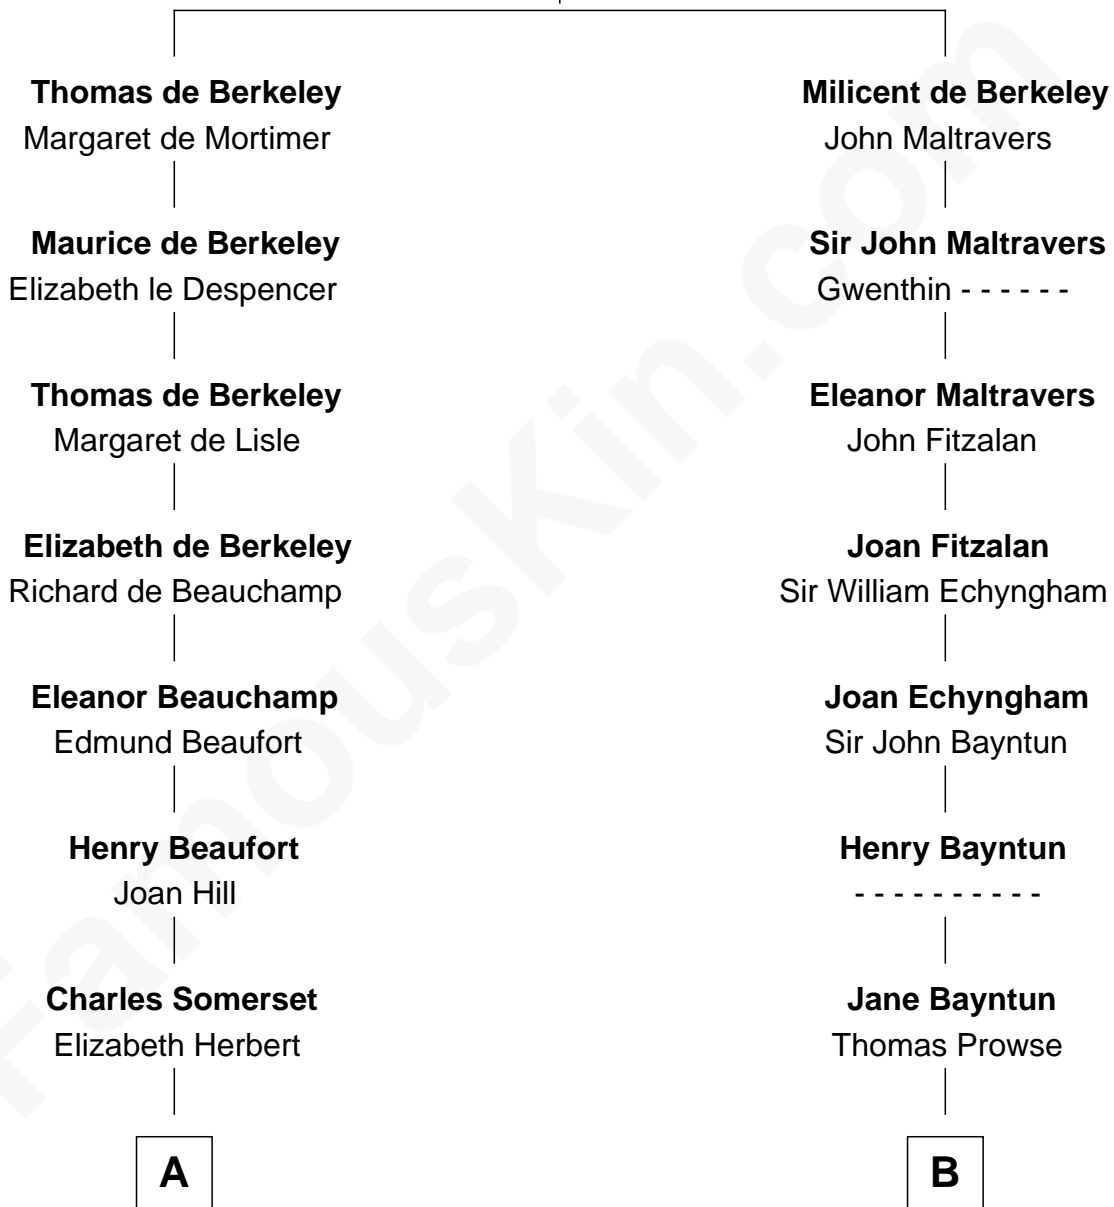 Thomas de Berkeley
Margaret de Mortimer
Maurice de Berkeley
Elizabeth le Despencer
Thomas de Berkeley
Margaret de Lisle
Elizabeth de Berkeley
Richard de Beauchamp
Eleanor Beauchamp
Edmund Beaufort
Henry Beaufort
Joan Hill
Charles Somerset
Elizabeth Herbert
A
Milicent de Berkeley
John Maltravers
Sir John Maltravers
Gwenthin - - - - - -
Eleanor Maltravers
John Fitzalan
Joan Fitzalan
Sir William Echyngham
Joan Echyngham
Sir John Bayntun
Henry Bayntun
- - - - - - - - - -
Jane Bayntun
Thomas Prowse
B
FamousKin.com